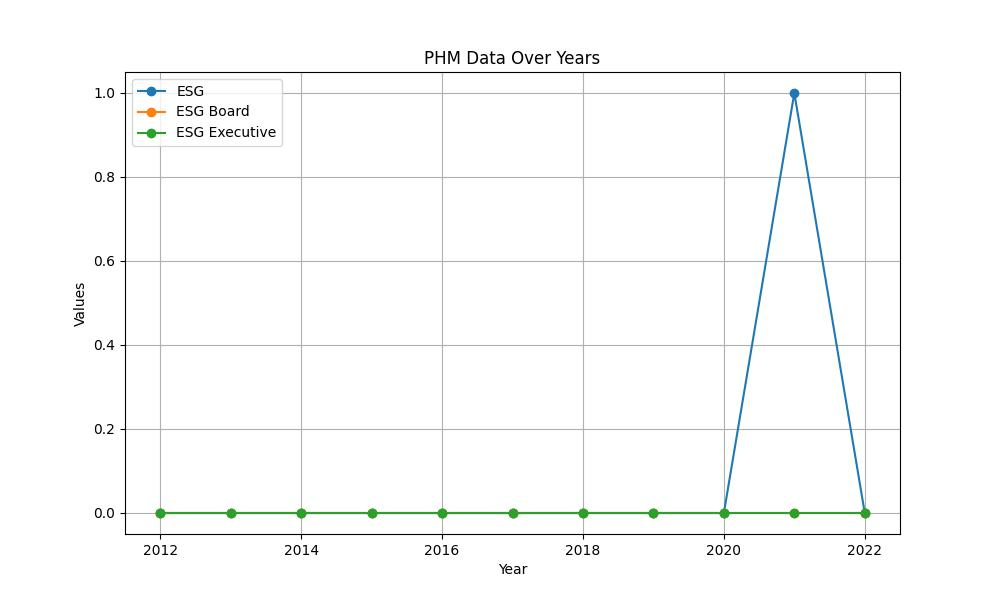 PHM Data Over Years
ESG
ESG Board
ESG Executive
1.0
0.8
0.6
0.4
0.2
0.0
Values
2012 2014 2016 2018 2020 2022
Year